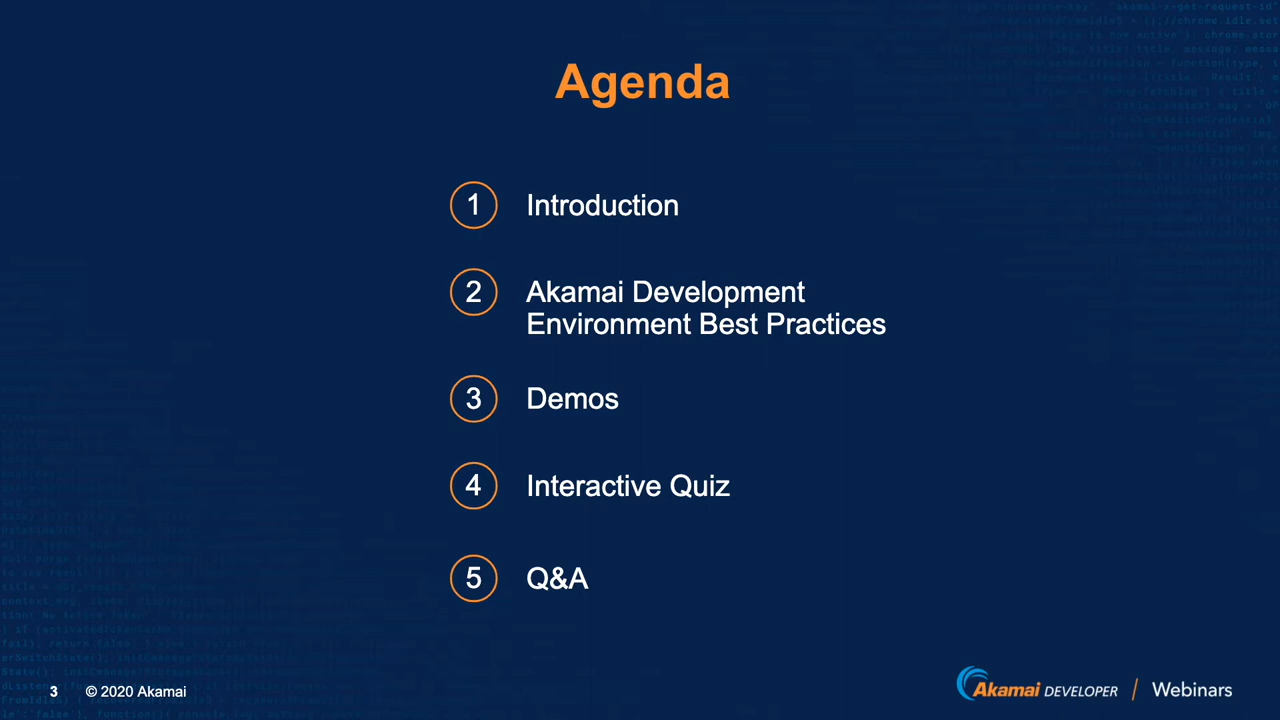 Agenda
1 Introduction
2 Akamai Development
Environment Best Practices
3 Demos
4 Interactive Quiz
5 Q&A
3 © 2020 Akamai
Akamai DEVELOPER / Webinars